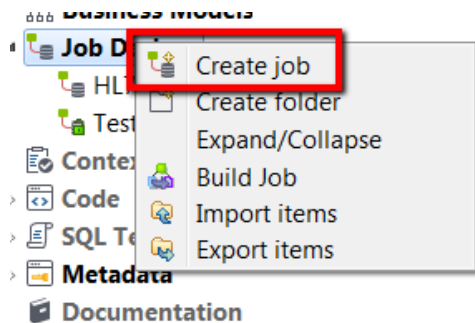 Business Models
Job D
Create job
HL7
Create folder
Test
Expand/Collapse
Contex
Build Job
Code
Import items
SQL Te
Export items
Metadata
Documentation